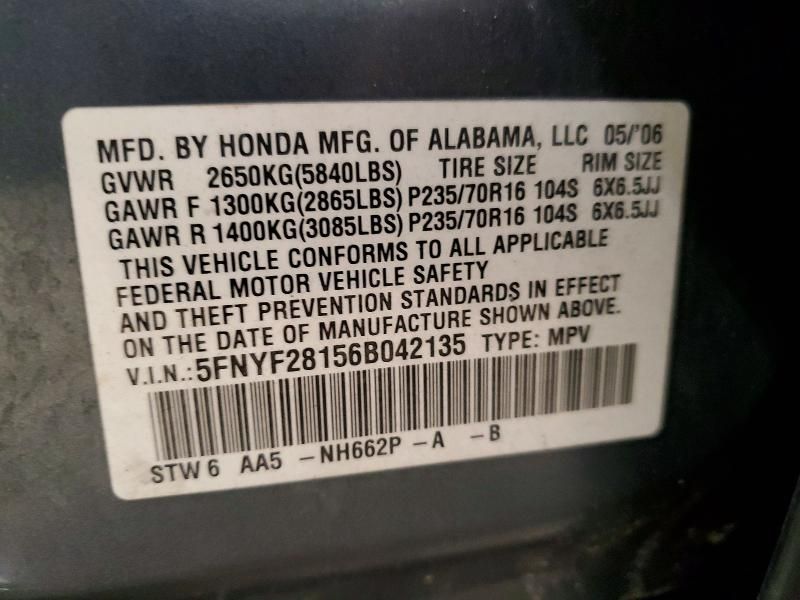 MFD. BY HONDA MFG. OF ALABAMA, LLC 05/'06
GVWR 2650KG(5840LBS) TIRE SIZE RIM SIZE
GAWR F 1300KG(2865LBS) P235/70R16 104S 6X6.5JJ
GAWR R 1400KG(3085LBS) P235/70R16 104S 6X6.5JJ
THIS VEHICLE CONFORMS TO ALL APPLICABLE
FEDERAL MOTOR VEHICLE SAFETY
AND THEFT PREVENTION STANDARDS IN EFFECT
ON THE DATE OF MANUFACTURE SHOWN ABOVE.
V.I.N.: 5FNYF28156B042135 TYPE: MPV
STW 6 AA5 -NH662P -A -B